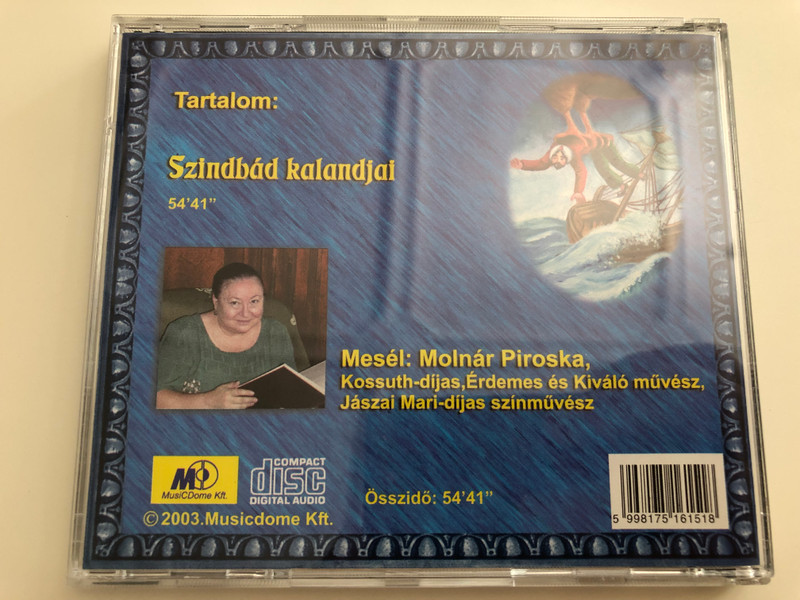 Tartalom:
Szindbád kalandjai
54'41"
Mesél: Molnár Piroska,
Kossuth-díjas,Érdemes és Kiváló művész,
Jászai Mari-díjas színművész
MD
MusiCDome Kft.
COMPACT
disc
DIGITAL AUDIO
Összidő: 54'41"
©2003.Musicdome Kft.
5 998175 161518